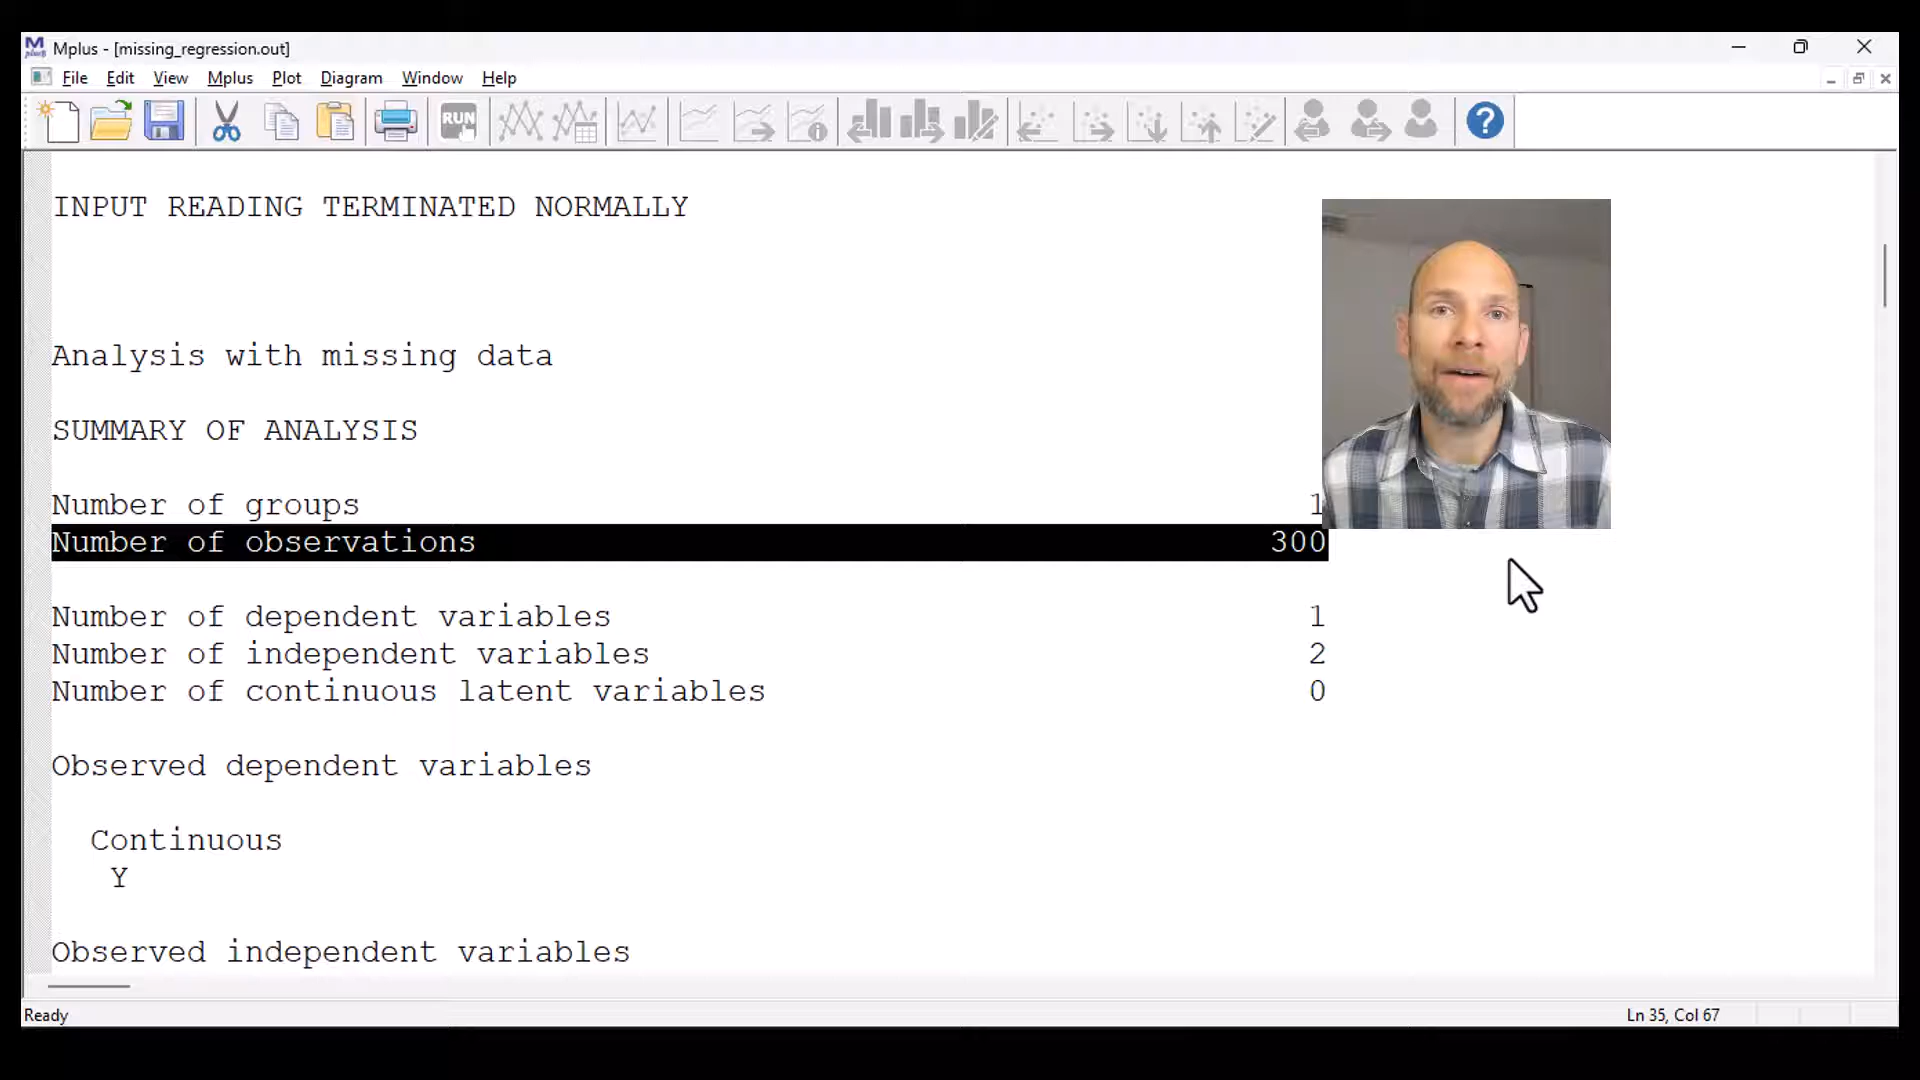 Mplus - [missing_regression.out]
File Edit View Mplus Plot Diagram Window Help
RUN
INPUT READING TERMINATED NORMALLY
Analysis with missing data
SUMMARY OF ANALYSIS
Number of groups 1
Number of observations 300
Number of dependent variables 1
Number of independent variables 2
Number of continuous latent variables 0
Observed dependent variables
Continuous
Y
Observed independent variables
Ready Ln 35, Col 67